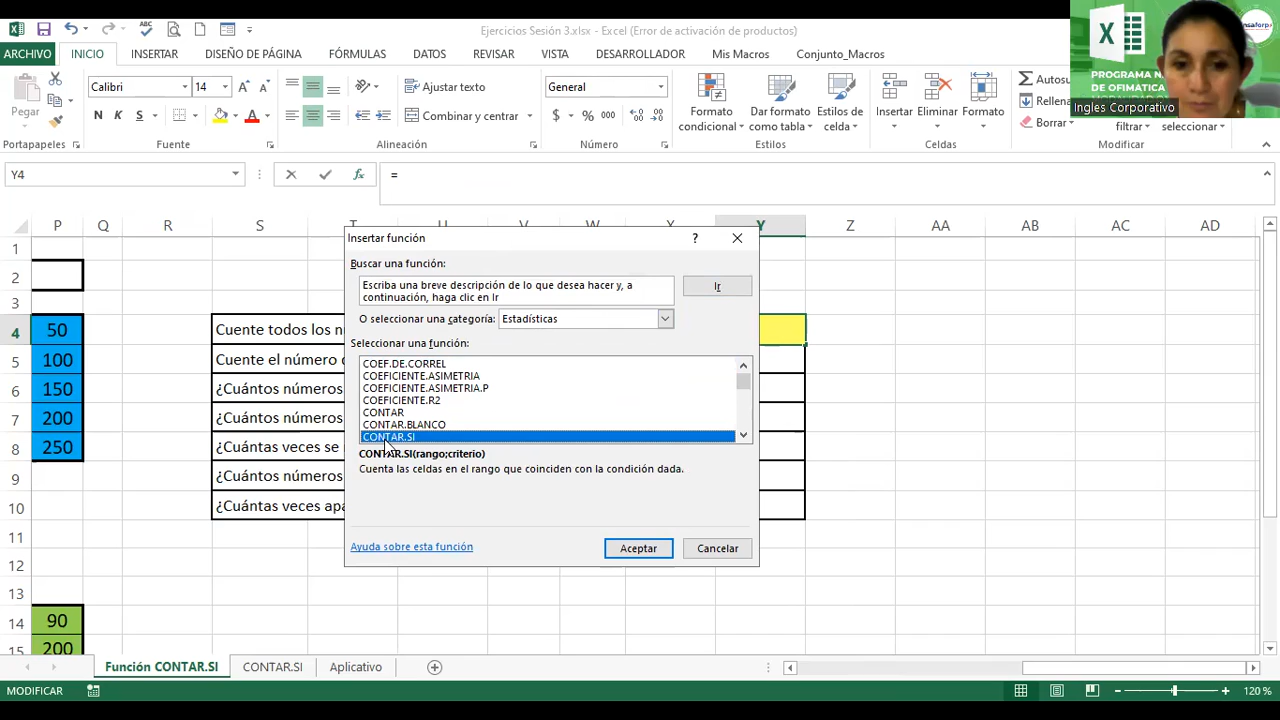 Ejercicios Sesión 3.xlsx - Excel (Error de activación de productos)
ARCHIVO INICIO INSERTAR DISEÑO DE PÁGINA FÓRMULAS DATOS REVISAR VISTA DESARROLLADOR Mis Macros Conjunto_Macros
Pegar
Calibri 14
N K S
Ajustar texto
Combinar y centrar
General
$ % 000
Formato condicional
Dar formato como tabla
Estilos de celda
Insertar Eliminar Formato
Autosu
Rellena
Borrar
filtrar
seleccionar
Portapapeles Fuente Alineación Número Estilos Celdas Modificar
PROGRAMA N
DE OFIMATICA
Ingles Corporativo
Y4 fx =
P Q R S T U V W X Y Z AA AB AC AD
1
2
3
4 50 Cuente todos los n
5 100 Cuente el número d
6 150 ¿Cuántos números
7 200 ¿Cuántos números
8 250 ¿Cuántas veces se
9 ¿Cuántos números
10 ¿Cuántas veces apa
11
12
13
14 90
15 200
Insertar función ?
Buscar una función:
Escriba una breve descripción de lo que desea hacer y, a
continuación, haga clic en Ir
Ir
O seleccionar una categoría: Estadísticas
Seleccionar una función:
COEF.DE.CORREL
COEFICIENTE.ASIMETRIA
COEFICIENTE.ASIMETRIA.P
COEFICIENTE.R2
CONTAR
CONTAR.BLANCO
CONTAR.SI
CONTAR.SI(rango;criterio)
Cuenta las celdas en el rango que coinciden con la condición dada.
Ayuda sobre esta función
Aceptar Cancelar
Función CONTAR.SI CONTAR.SI Aplicativo
MODIFICAR 120 %